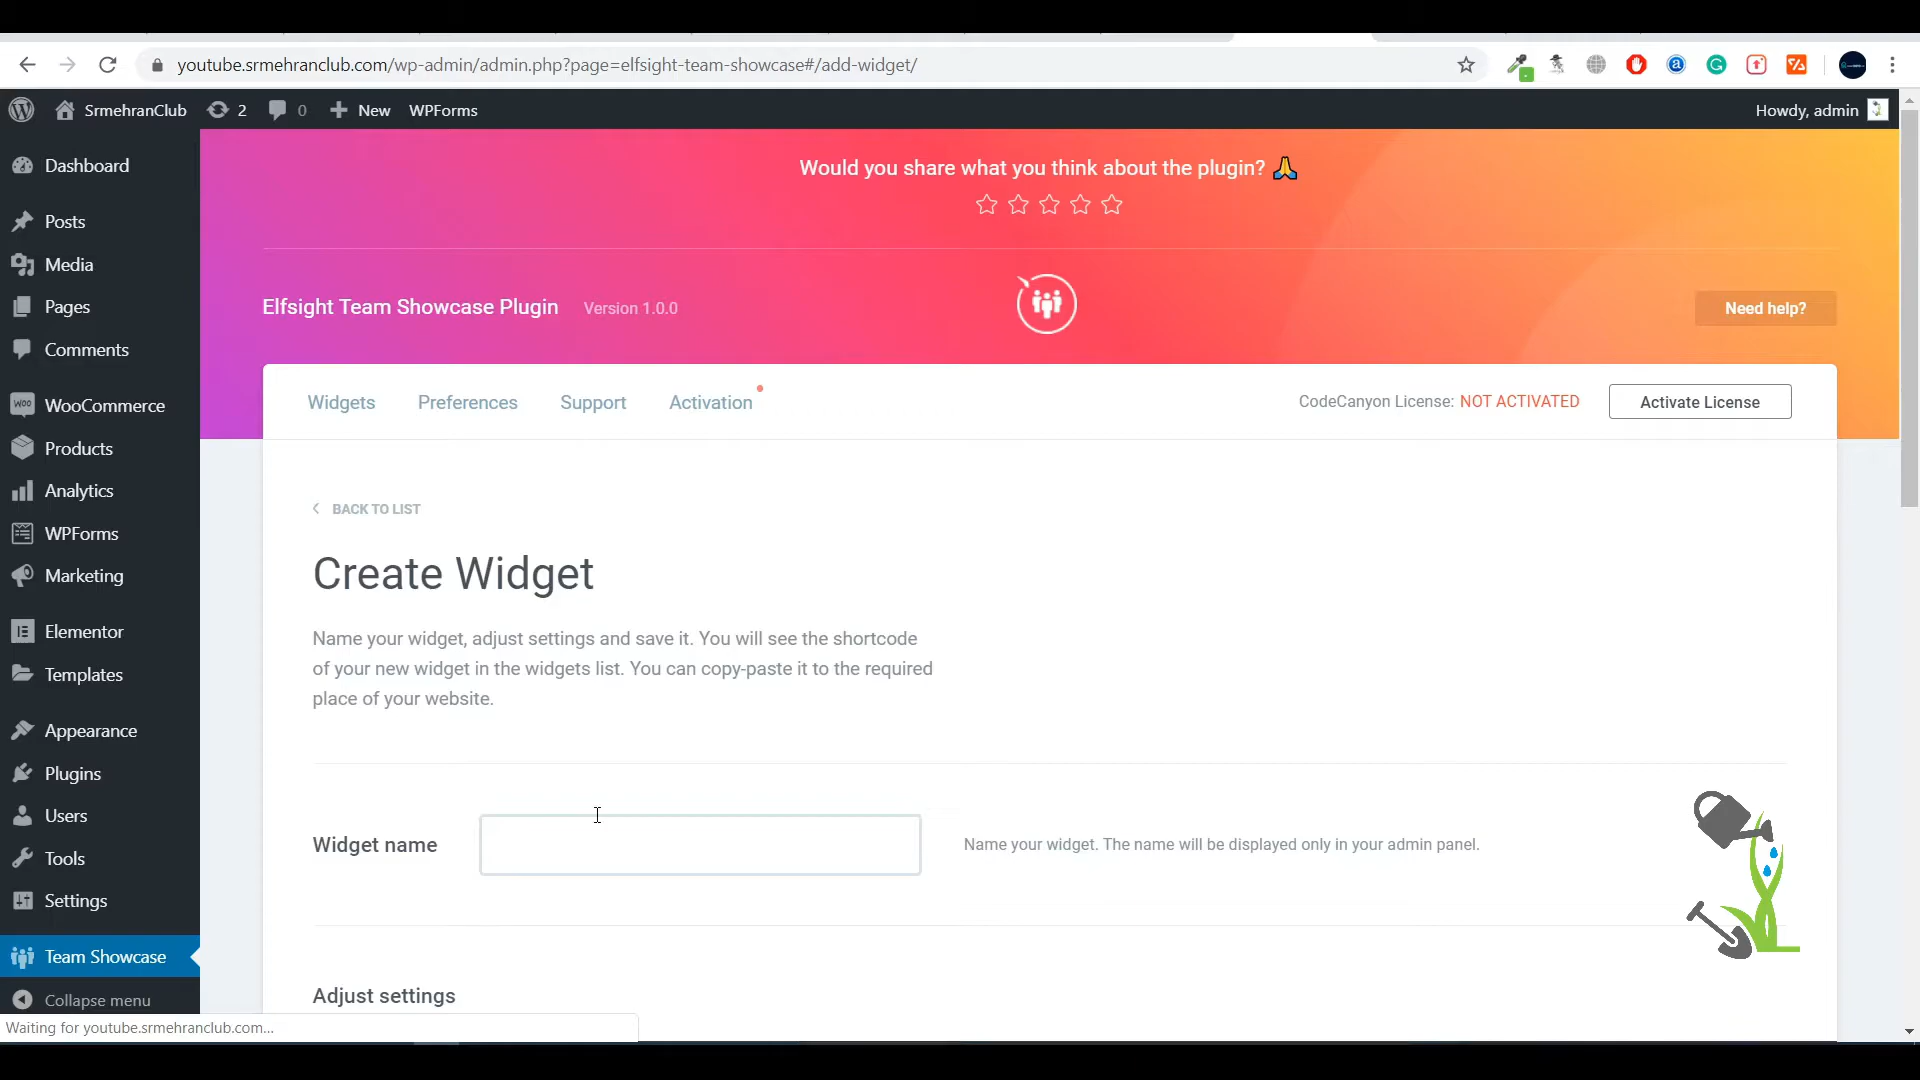 youtube.srmehranclub.com/wp-admin/admin.php?page=elfsight-team-showcase#/add-widget/
SrmehranClub 2 0 New WPForms Howdy, admin
Dashboard
Posts
Media
Pages
Comments
WooCommerce
Products
Analytics
WPForms
Marketing
Elementor
Templates
Appearance
Plugins
Users
Tools
Settings
Team Showcase
Collapse menu
Would you share what you think about the plugin? 🙏
Elfsight Team Showcase Plugin Version 1.0.0
Need help?
Widgets Preferences Support Activation
CodeCanyon License: NOT ACTIVATED
Activate License
BACK TO LIST
Create Widget
Name your widget, adjust settings and save it. You will see the shortcode
of your new widget in the widgets list. You can copy-paste it to the required
place of your website.
Widget name
Name your widget. The name will be displayed only in your admin panel.
Adjust settings
Waiting for youtube.srmehranclub.com...